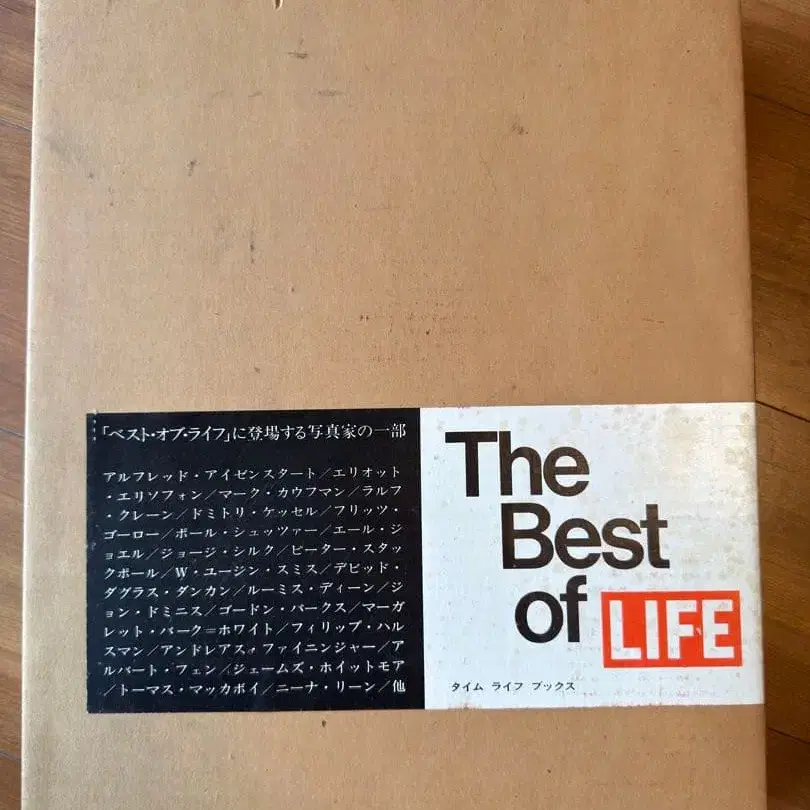 「ベスト・オブ・ライフ」に登場する写真家の一部
アルフレッド・アイゼンスタート／エリオット
・エリソフォン／マーク・カウフマン／ラルフ
・クレーン／ドミトリ・ケッセル／フリッツ・
ゴーロー／ポール・シュッツァー／エール・ジ
ョエル／ジョージ・シルク／ピーター・スタッ
クポール／W・ユージン・スミス／デビッド・
ダグラス・ダンカン／ルーミス・ディーン／ジ
ョン・ドミニス／ゴードン・パークス／マーガ
レット・バーク＝ホワイト／フィリップ・ハル
スマン／アンドレアス・ファイニンジャー／ア
ルバート・フェン／ジェームズ・ホイットモア
／トーマス・マッカボイ／ニーナ・リーン／他
The
Best
of LIFE
タイム ライフ ブックス